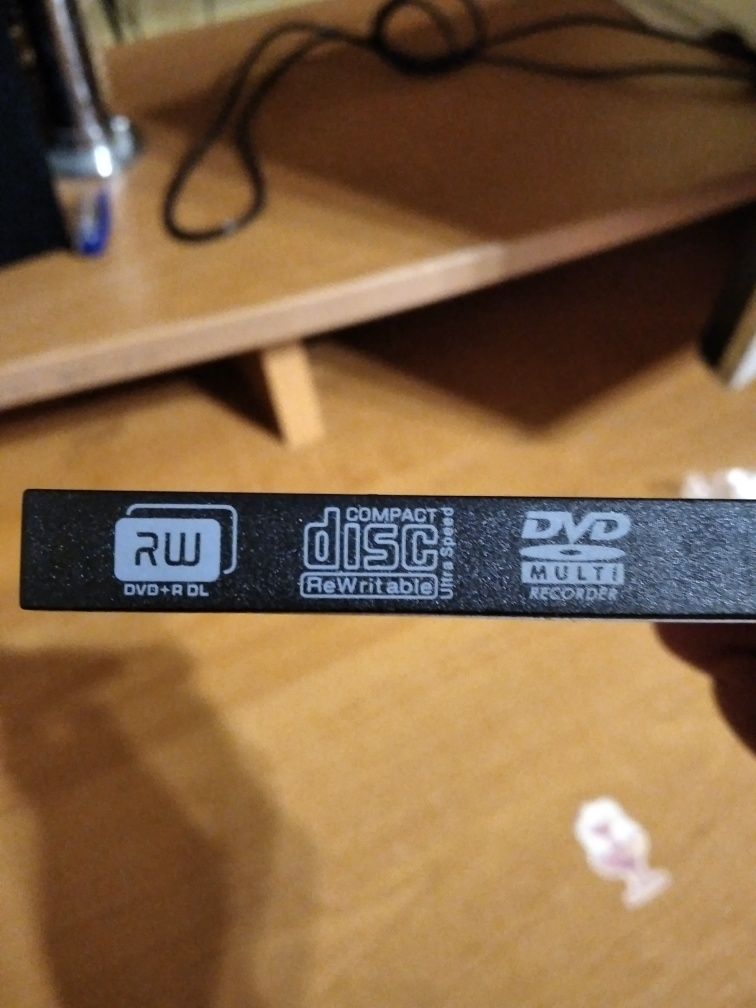 RW
DVD+R DL
COMPACT
disc
ReWritable
Ultra Speed
DVD
MULTI
RECORDER